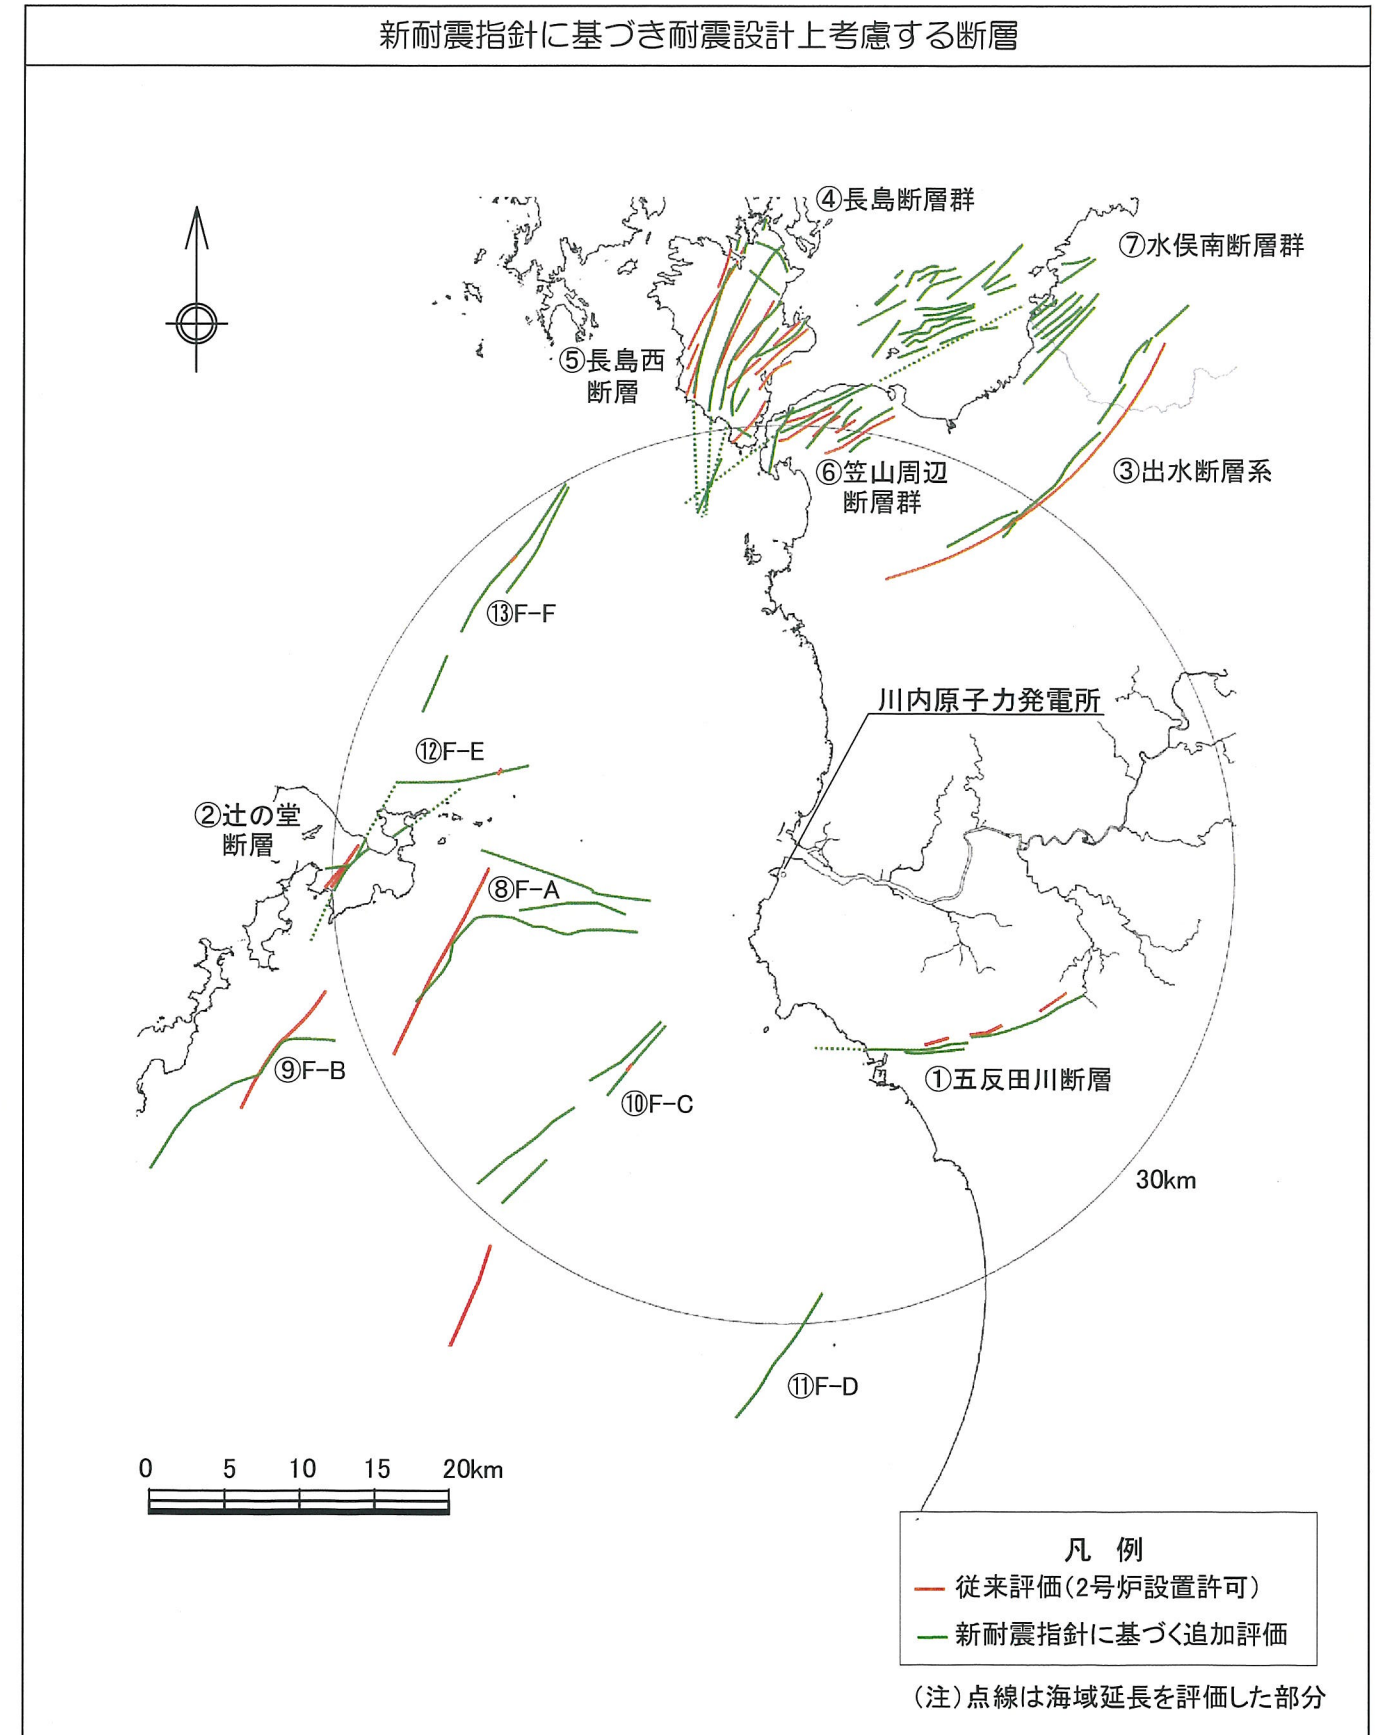 新耐震指針に基づき耐震設計上考慮する断層
④長島断層群
⑦水俣南断層群
⑤長島西
断層
③出水断層系
⑥笠山周辺
断層群
⑬F-F
川内原子力発電所
⑫F-E
②辻の堂
断層
⑧F-A
⑨F-B
①五反田川断層
⑩F-C
30km
⑪F-D
0 5 10 15 20km
凡 例
従来評価(2号炉設置許可)
新耐震指針に基づく追加評価
(注)点線は海域延長を評価した部分